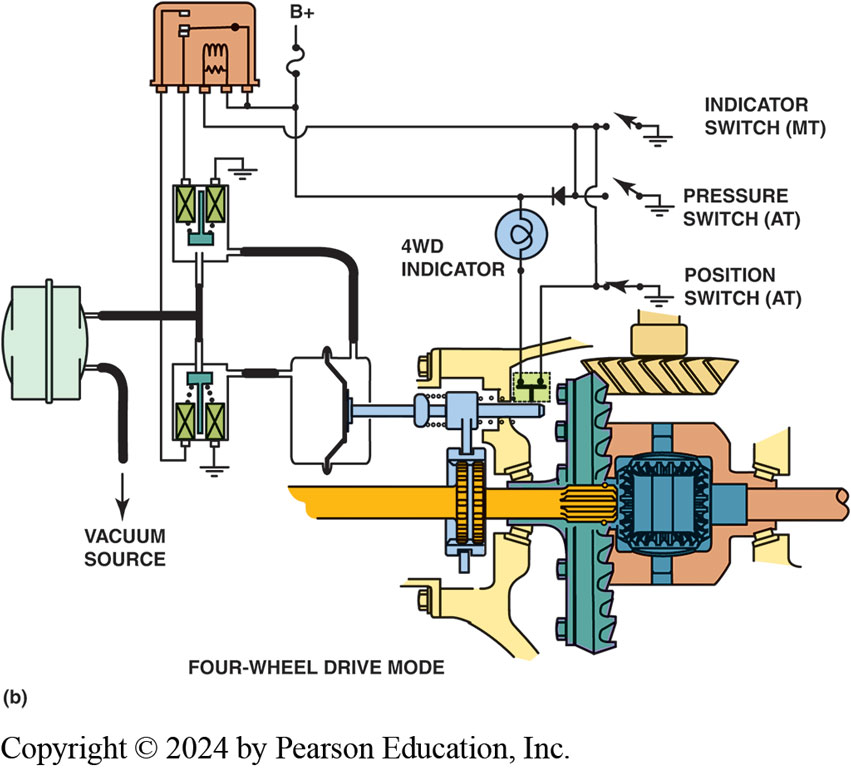 B+
INDICATOR
SWITCH (MT)
PRESSURE
SWITCH (AT)
4WD
INDICATOR
POSITION
SWITCH (AT)
VACUUM
SOURCE
FOUR-WHEEL DRIVE MODE
(b)
Copyright © 2024 by Pearson Education, Inc.